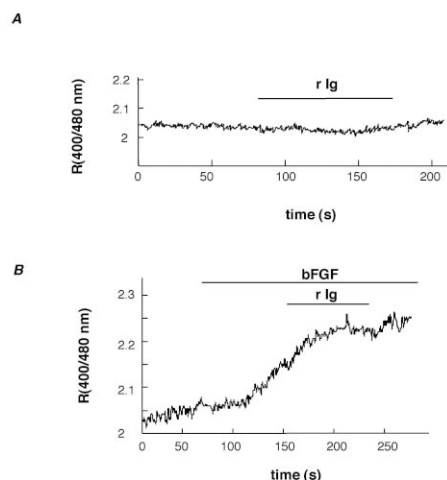 A
r Ig
R(400/480 nm)
2.2
2.1
2
0 50 100 150 200
time (s)
B
bFGF
r Ig
R(400/480 nm)
2.3
2.2
2.1
2
0 50 100 150 200 250
time (s)